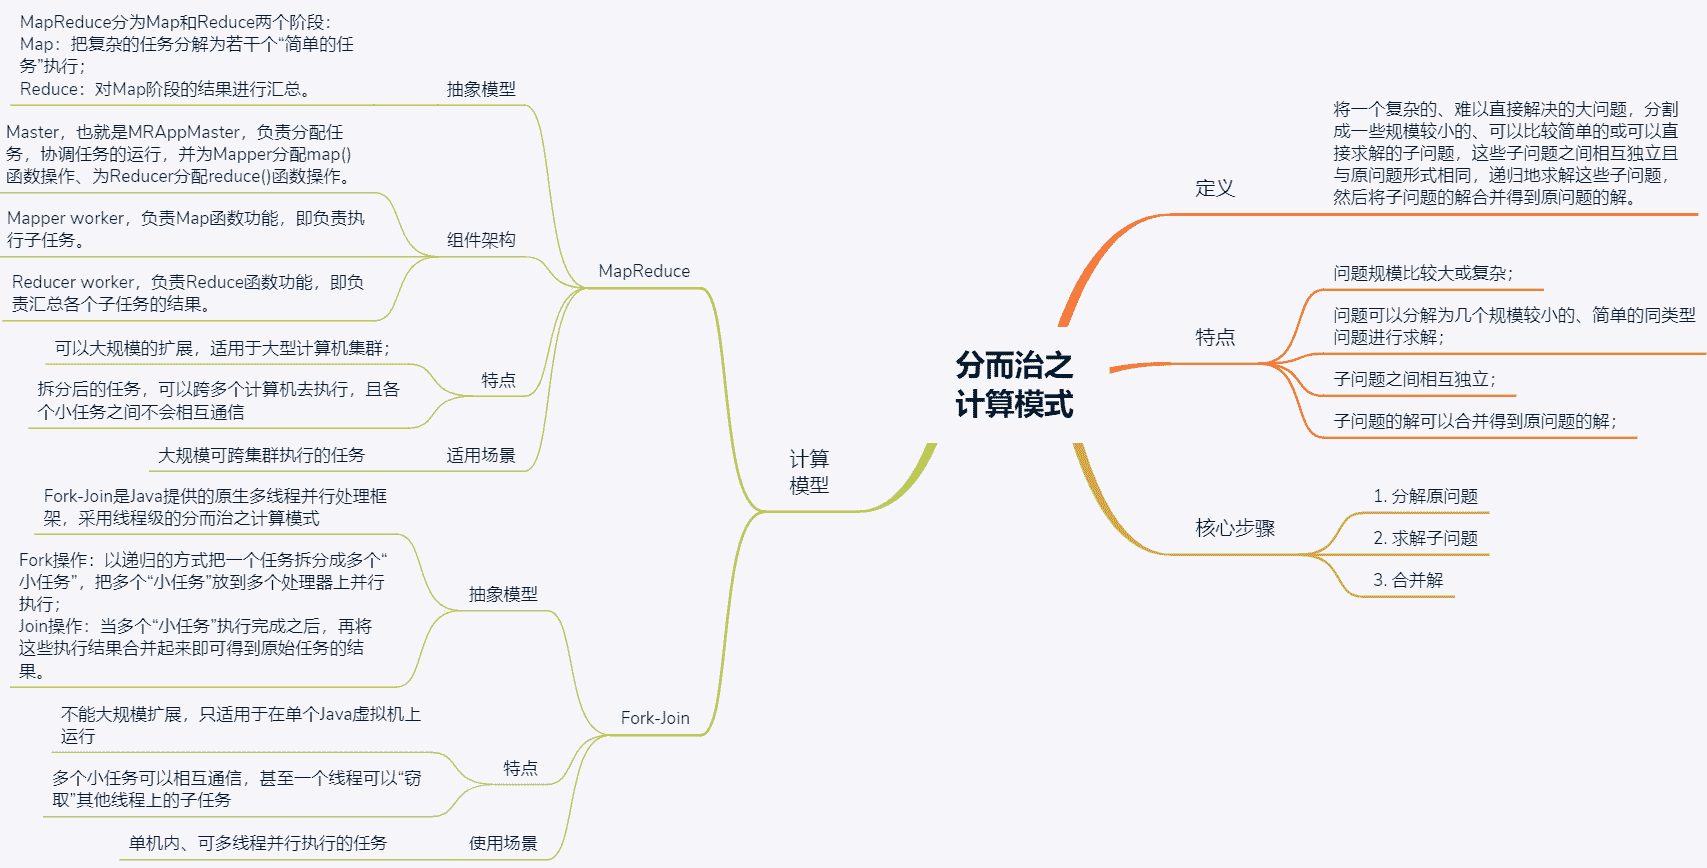 分而治之
计算模式
定义
将一个复杂的、难以直接解决的大问题，分割
成一些规模较小的、可以比较简单的或可以直
接求解的子问题，这些子问题之间相互独立且
与原问题形式相同，递归地求解这些子问题，
然后将子问题的解合并得到原问题的解。
特点
问题规模比较大或复杂；
问题可以分解为几个规模较小的、简单的同类型
问题进行求解；
子问题之间相互独立；
子问题的解可以合并得到原问题的解；
核心步骤
1. 分解原问题
2. 求解子问题
3. 合并解
计算
模型
MapReduce
抽象模型
MapReduce分为Map和Reduce两个阶段：
Map：把复杂的任务分解为若干个“简单的任
务”执行；
Reduce：对Map阶段的结果进行汇总。
组件架构
Master，也就是MRAppMaster，负责分配任
务，协调任务的运行，并为Mapper分配map()
函数操作、为Reducer分配reduce()函数操作。
Mapper worker，负责Map函数功能，即负责执
行子任务。
Reducer worker，负责Reduce函数功能，即负
责汇总各个子任务的结果。
特点
可以大规模的扩展，适用于大型计算机集群；
拆分后的任务，可以跨多个计算机去执行，且各
个小任务之间不会相互通信
适用场景
大规模可跨集群执行的任务
Fork-Join
抽象模型
Fork-Join是Java提供的原生多线程并行处理框
架，采用线程级的分而治之计算模式
Fork操作：以递归的方式把一个任务拆分成多个“
小任务”，把多个“小任务”放到多个处理器上并行
执行；
Join操作：当多个“小任务”执行完成之后，再将
这些执行结果合并起来即可得到原始任务的结
果。
特点
不能大规模扩展，只适用于在单个Java虚拟机上
运行
多个小任务可以相互通信，甚至一个线程可以“窃
取”其他线程上的子任务
使用场景
单机内、可多线程并行执行的任务